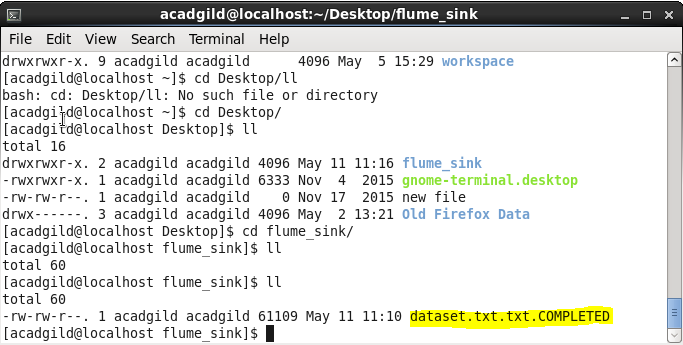 acadgild@localhost:~/Desktop/flume_sink
File Edit View Search Terminal Help
drwxrwxr-x. 9 acadgild acadgild      4096 May  5 15:29 workspace
[acadgild@localhost ~]$ cd Desktop/ll
bash: cd: Desktop/ll: No such file or directory
[acadgild@localhost ~]$ cd Desktop/
[acadgild@localhost Desktop]$ ll
total 16
drwxrwxr-x. 2 acadgild acadgild 4096 May 11 11:16 flume_sink
-rwxrwxr-x. 1 acadgild acadgild 6333 Nov  4  2015 gnome-terminal.desktop
-rw-rw-r--. 1 acadgild acadgild    0 Nov 17  2015 new file
drwx------. 3 acadgild acadgild 4096 May  2 13:21 Old Firefox Data
[acadgild@localhost Desktop]$ cd flume_sink/
[acadgild@localhost flume_sink]$ ll
total 60
[acadgild@localhost flume_sink]$ ll
total 60
-rw-rw-r--. 1 acadgild acadgild 61109 May 11 11:10 dataset.txt.txt.COMPLETED
[acadgild@localhost flume_sink]$